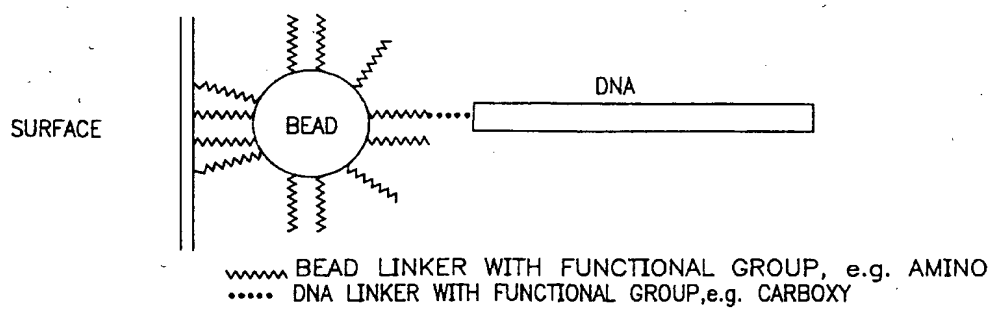 DNA
SURFACE
BEAD
BEAD LINKER WITH FUNCTIONAL GROUP, e.g. AMINO
DNA LINKER WITH FUNCTIONAL GROUP,e.g. CARBOXY